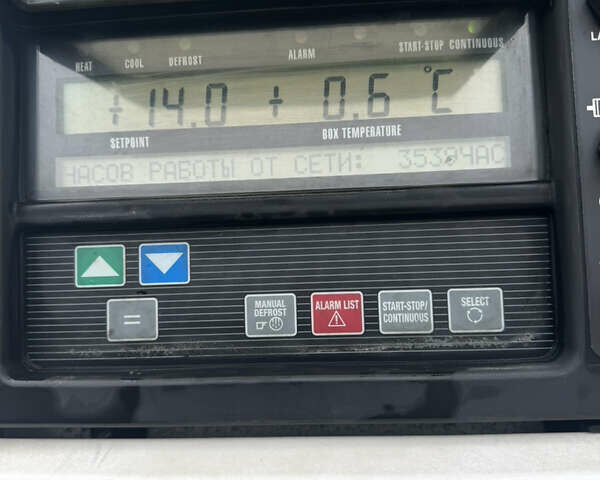 HEAT COOL DEFROST ALARM START-STOP CONTINUOUS
+14.0 + 0.6 °C
SETPOINT BOX TEMPERATURE
ЧАСОВ РАБОТЫ ОТ СЕТИ:
MANUAL DEFROST
ALARM LIST
START-STOP/
CONTINUOUS
SELECT
=